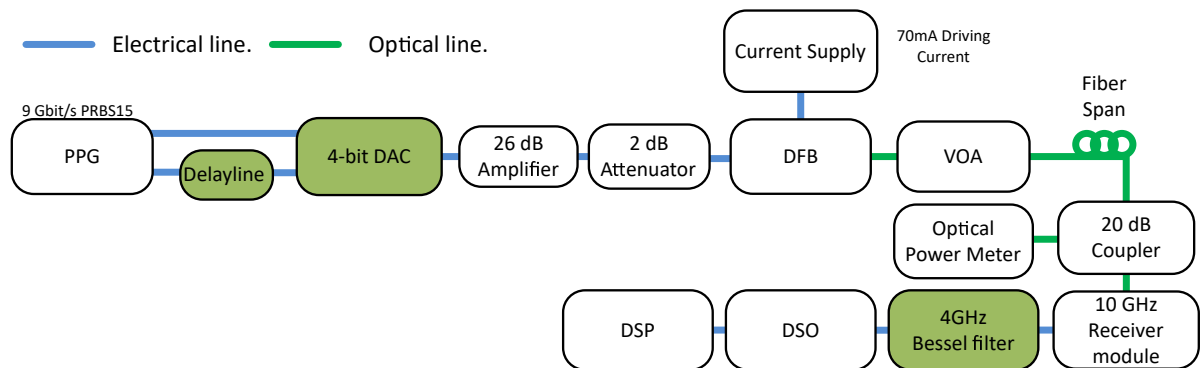 Electrical line.
Optical line.
Current Supply
70mA Driving
Current
9 Gbit/s PRBS15
PPG
Delayline
4-bit DAC
26 dB
Amplifier
2 dB
Attenuator
DFB
VOA
Fiber
Span
Optical
Power Meter
20 dB
Coupler
DSP
DSO
4GHz
Bessel filter
10 GHz
Receiver
module